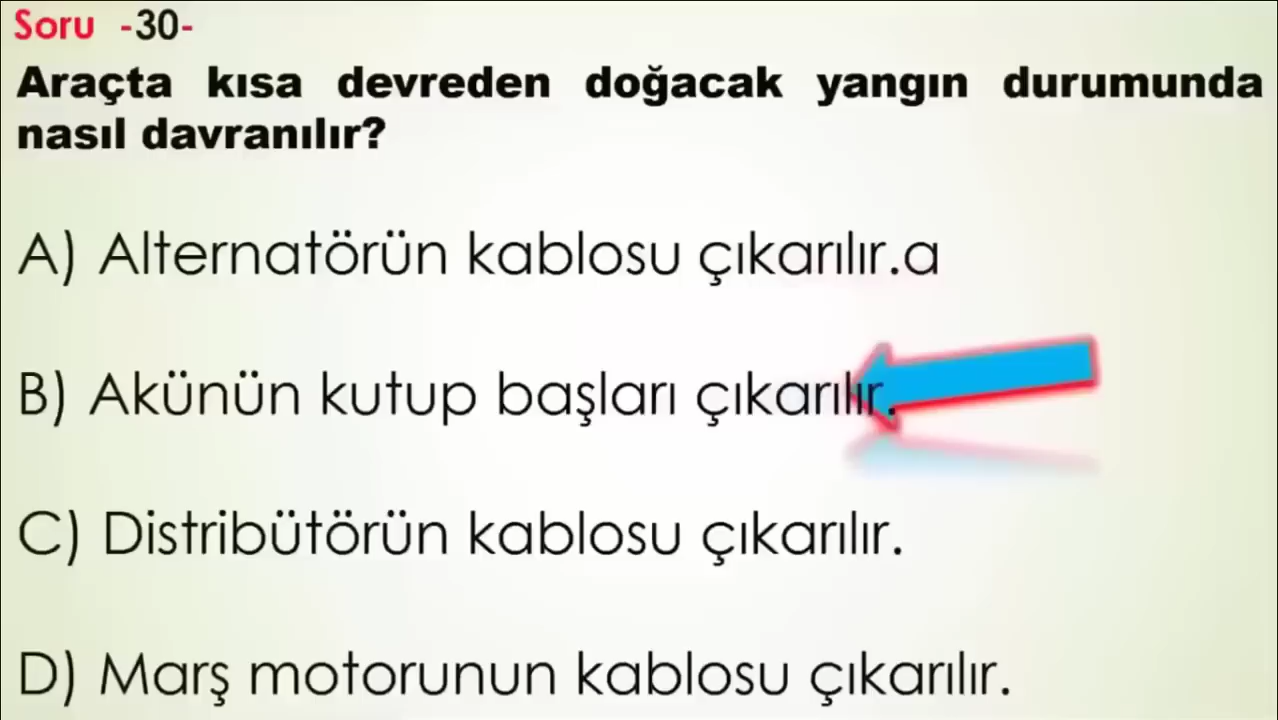 Soru -30-
Araçta kısa devreden doğacak yangın durumunda
nasıl davranılır?
A) Alternatörün kablosu çıkarılır.a
B) Akünün kutup başları çıkarılır.
C) Distribütörün kablosu çıkarılır.
D) Marş motorunun kablosu çıkarılır.